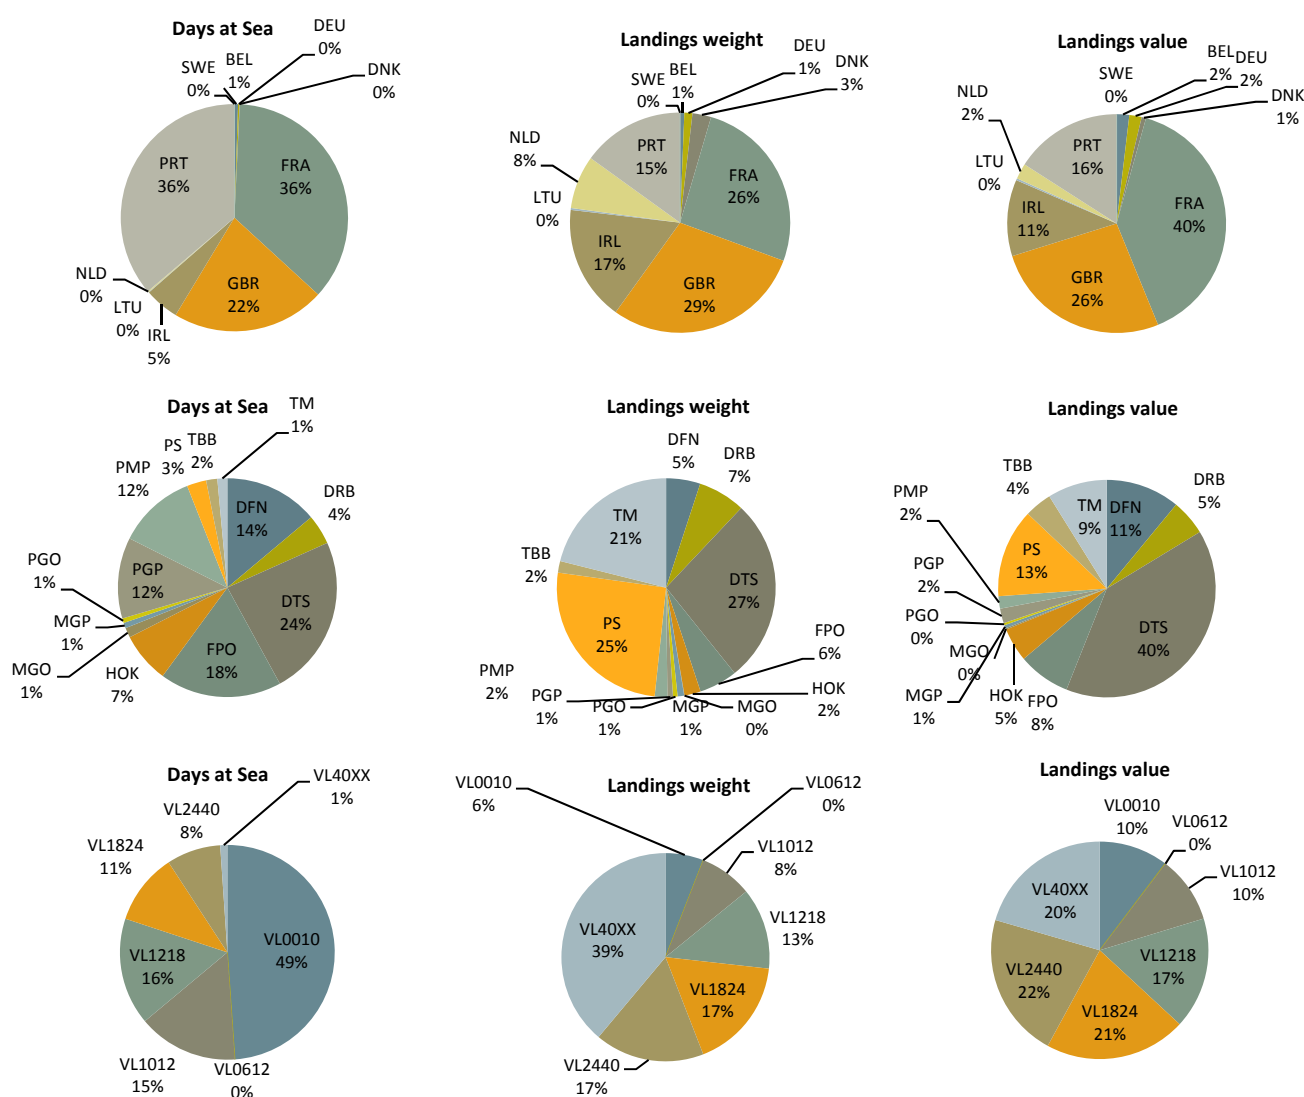 Days at Sea
DEU
0%
SWE
0%
BEL
1%
DNK
0%
PRT
36%
FRA
36%
NLD
0%
LTU
0%
IRL
5%
GBR
22%
Landings weight
SWE
0%
BEL
1%
DEU
1%
DNK
3%
NLD
8%
PRT
15%
FRA
26%
LTU
0%
IRL
17%
GBR
29%
Landings value
SWE
0%
BEL
2%
DEU
2%
DNK
1%
NLD
2%
PRT
16%
LTU
0%
FRA
40%
IRL
11%
GBR
26%
Days at Sea
TM
1%
PS
3%
TBB
2%
PMP
12%
DFN
14%
DRB
4%
PGO
1%
PGP
12%
MGP
1%
DTS
24%
MGO
1%
HOK
7%
FPO
18%
Landings weight
DFN
5%
DRB
7%
TM
21%
TBB
2%
DTS
27%
PS
25%
FPO
6%
PMP
2%
PGP
1%
PGO
1%
MGP
1%
MGO
0%
HOK
2%
Landings value
TBB
4%
TM
9%
DFN
11%
DRB
5%
PMP
2%
PS
13%
PGP
2%
PGO
0%
MGO
0%
DTS
40%
MGP
1%
HOK
5%
FPO
8%
Days at Sea
VL40XX
1%
VL2440
8%
VL1824
11%
VL0010
49%
VL1218
16%
VL1012
15%
VL0612
0%
Landings weight
VL0010
6%
VL0612
0%
VL1012
8%
VL40XX
39%
VL1218
13%
VL1824
17%
VL2440
17%
Landings value
VL0010
10%
VL0612
0%
VL1012
10%
VL40XX
20%
VL1218
17%
VL2440
22%
VL1824
21%